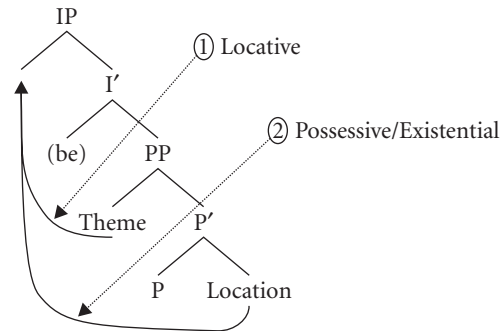 IP
① Locative
I′
② Possessive/Existential
(be) PP
Theme P′
P Location